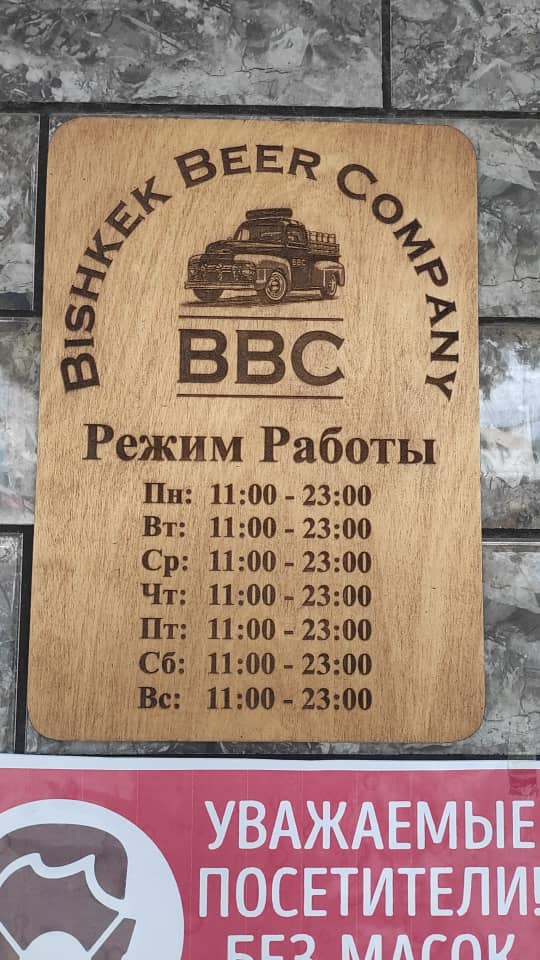 BISHKEK BEER COMPANY
BBC
BBC
Режим Работы
Пн: 11:00 - 23:00
Вт: 11:00 - 23:00
Ср: 11:00 - 23:00
Чт: 11:00 - 23:00
Пт: 11:00 - 23:00
Сб: 11:00 - 23:00
Вс: 11:00 - 23:00
УВАЖАЕМЫЕ
ПОСЕТИТЕЛИ!
БЕЗ МАСОК